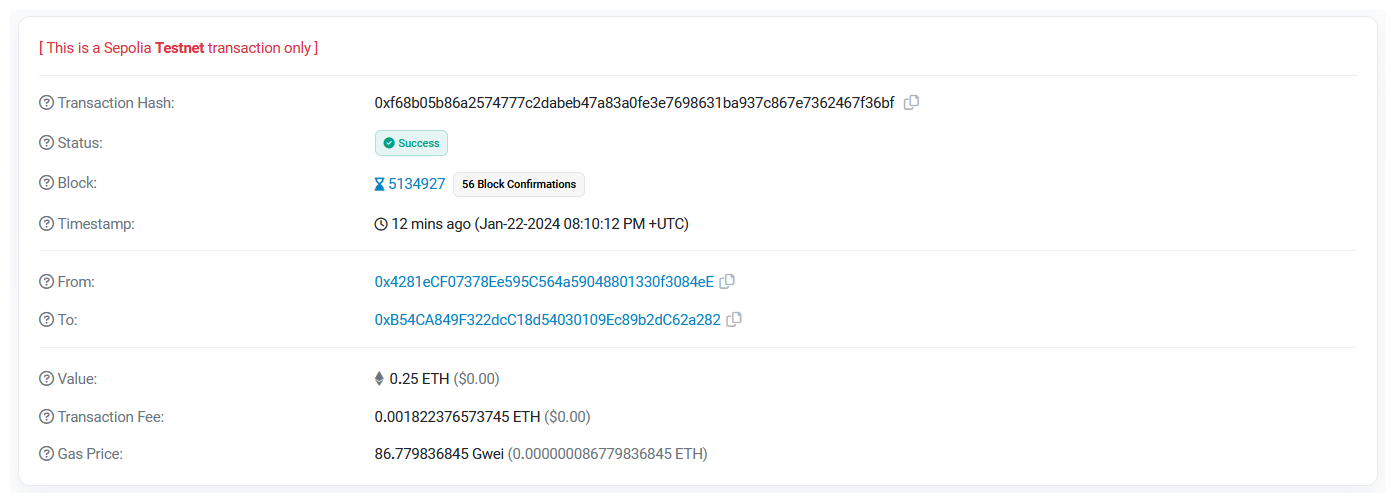 [ This is a Sepolia Testnet transaction only ]
Transaction Hash: 0xf68b05b86a2574777c2dabeb47a83a0fe3e7698631ba937c867e7362467f36bf
Status: Success
Block: 5134927 56 Block Confirmations
Timestamp: 12 mins ago (Jan-22-2024 08:10:12 PM +UTC)
From: 0x4281eCF07378Ee595C564a59048801330f3084eE
To: 0xB54CA849F322dcC18d54030109Ec89b2dC62a282
Value: 0.25 ETH ($0.00)
Transaction Fee: 0.001822376573745 ETH ($0.00)
Gas Price: 86.779836845 Gwei (0.000000086779836845 ETH)